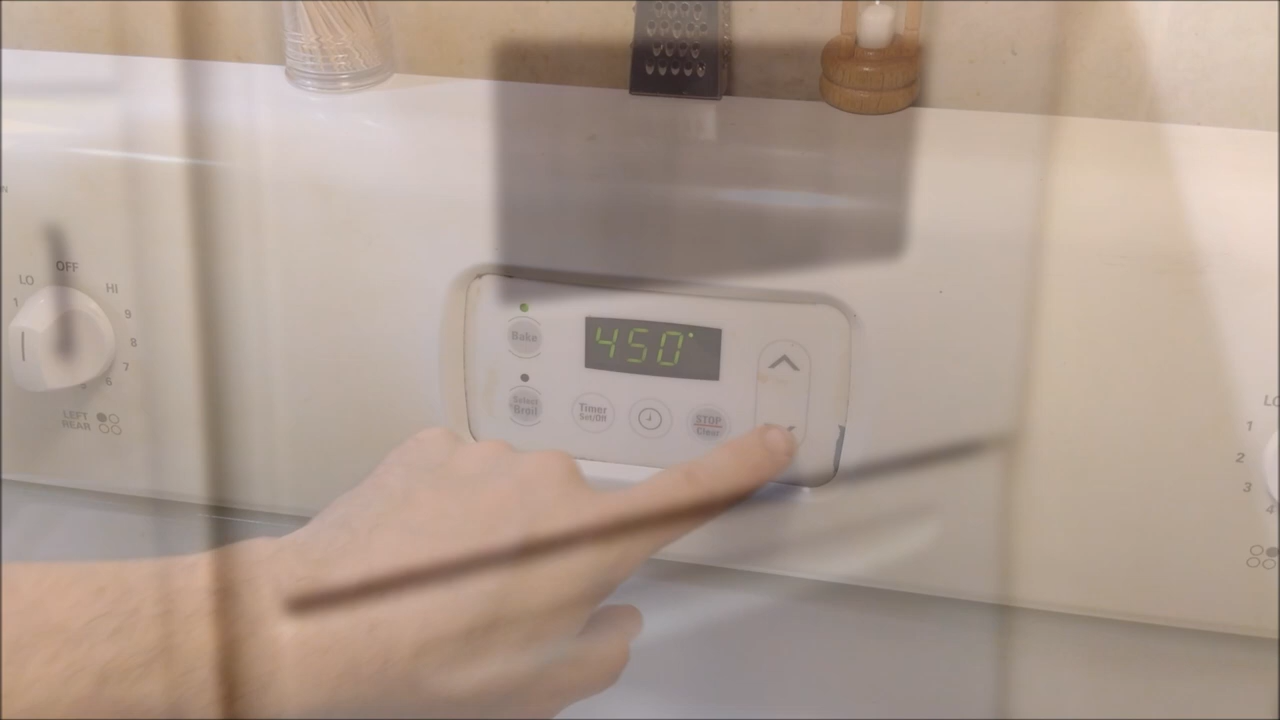 N
OFF
LO
HI
1
9
8
7
6
LEFT
REAR
Bake
450°
Select
Broil
Timer
Set/Off
STOP
Clear
LO
1
2
3
4